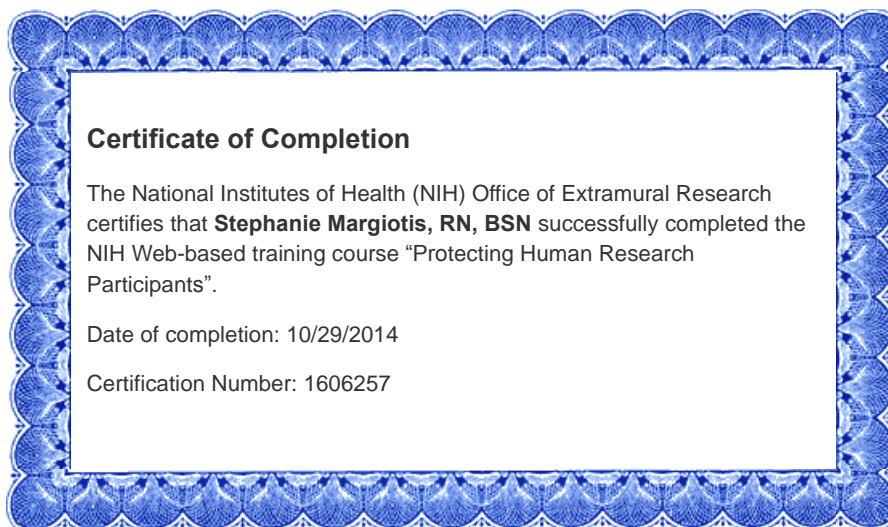 Certificate of Completion
The National Institutes of Health (NIH) Office of Extramural Research
certifies that Stephanie Margiotis, RN, BSN successfully completed the
NIH Web-based training course “Protecting Human Research
Participants”.
Date of completion: 10/29/2014
Certification Number: 1606257